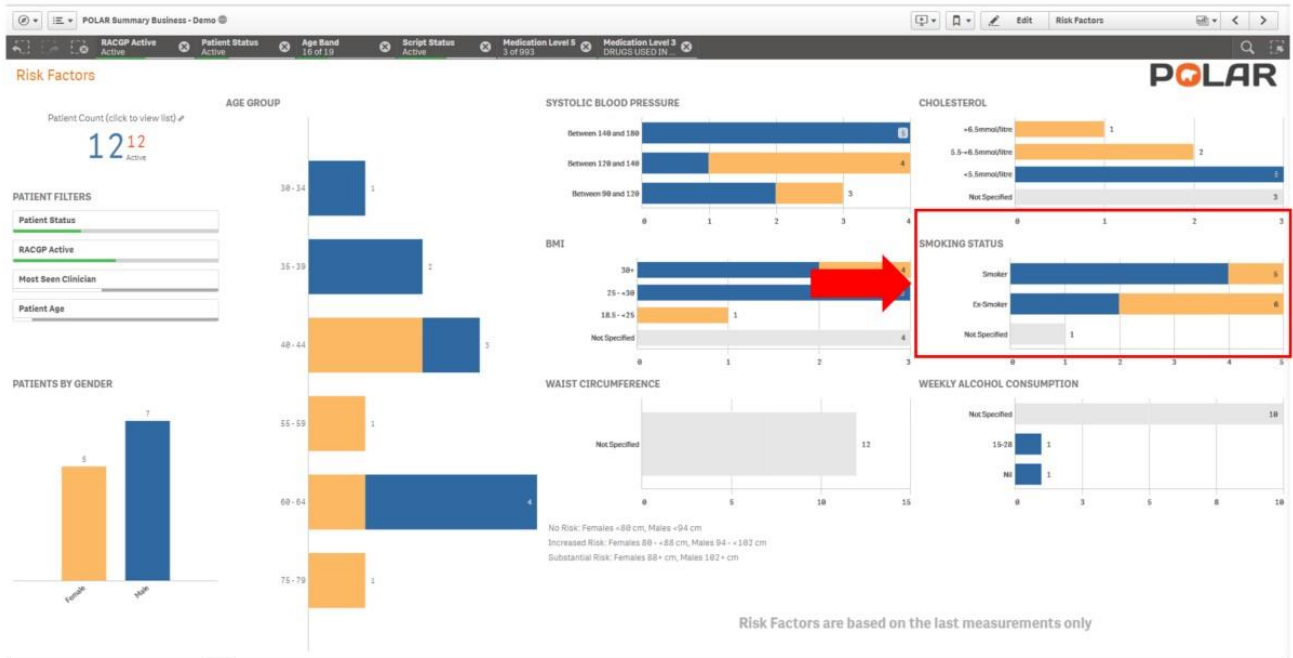 POLAR Summary Business - Demo
Edit
Risk Factors
RACGP Active
Active
Patient Status
Active
Age Band
16 of 19
Script Status
Active
Medication Level 5
3 of 993
Medication Level 3
DRUGS USED IN ...
Risk Factors
POLAR
Patient Count (click to view list)
12
12
Active
PATIENT FILTERS
Patient Status
RACGP Active
Most Seen Clinician
Patient Age
PATIENTS BY GENDER
5
7
Female
Male
AGE GROUP
30-34
1
35-39
2
40-44
3
55-59
1
60-64
4
75-79
1
SYSTOLIC BLOOD PRESSURE
Between 140 and 180
5
Between 120 and 140
4
Between 90 and 120
3
0 1 2 3 4
BMI
30+
4
25-<30
18.5-<25
1
Not Specified
4
0 1 2 3
WAIST CIRCUMFERENCE
Not Specified
12
0 5 10 15
No Risk: Females <80 cm, Males <94 cm
Increased Risk: Females 80 - <88 cm, Males 94 - <102 cm
Substantial Risk: Females 88+ cm, Males 102+ cm
CHOLESTEROL
1
5.5-<6.5mmol/litre
2
<5.5mmol/litre
3
Not Specified
3
0 1 2 3
SMOKING STATUS
Smoker
5
Ex-Smoker
6
Not Specified
1
0 1 2 3 4 5
WEEKLY ALCOHOL CONSUMPTION
Not Specified
10
15-28
1
Nil
1
0 3 5 8 10
Risk Factors are based on the last measurements only